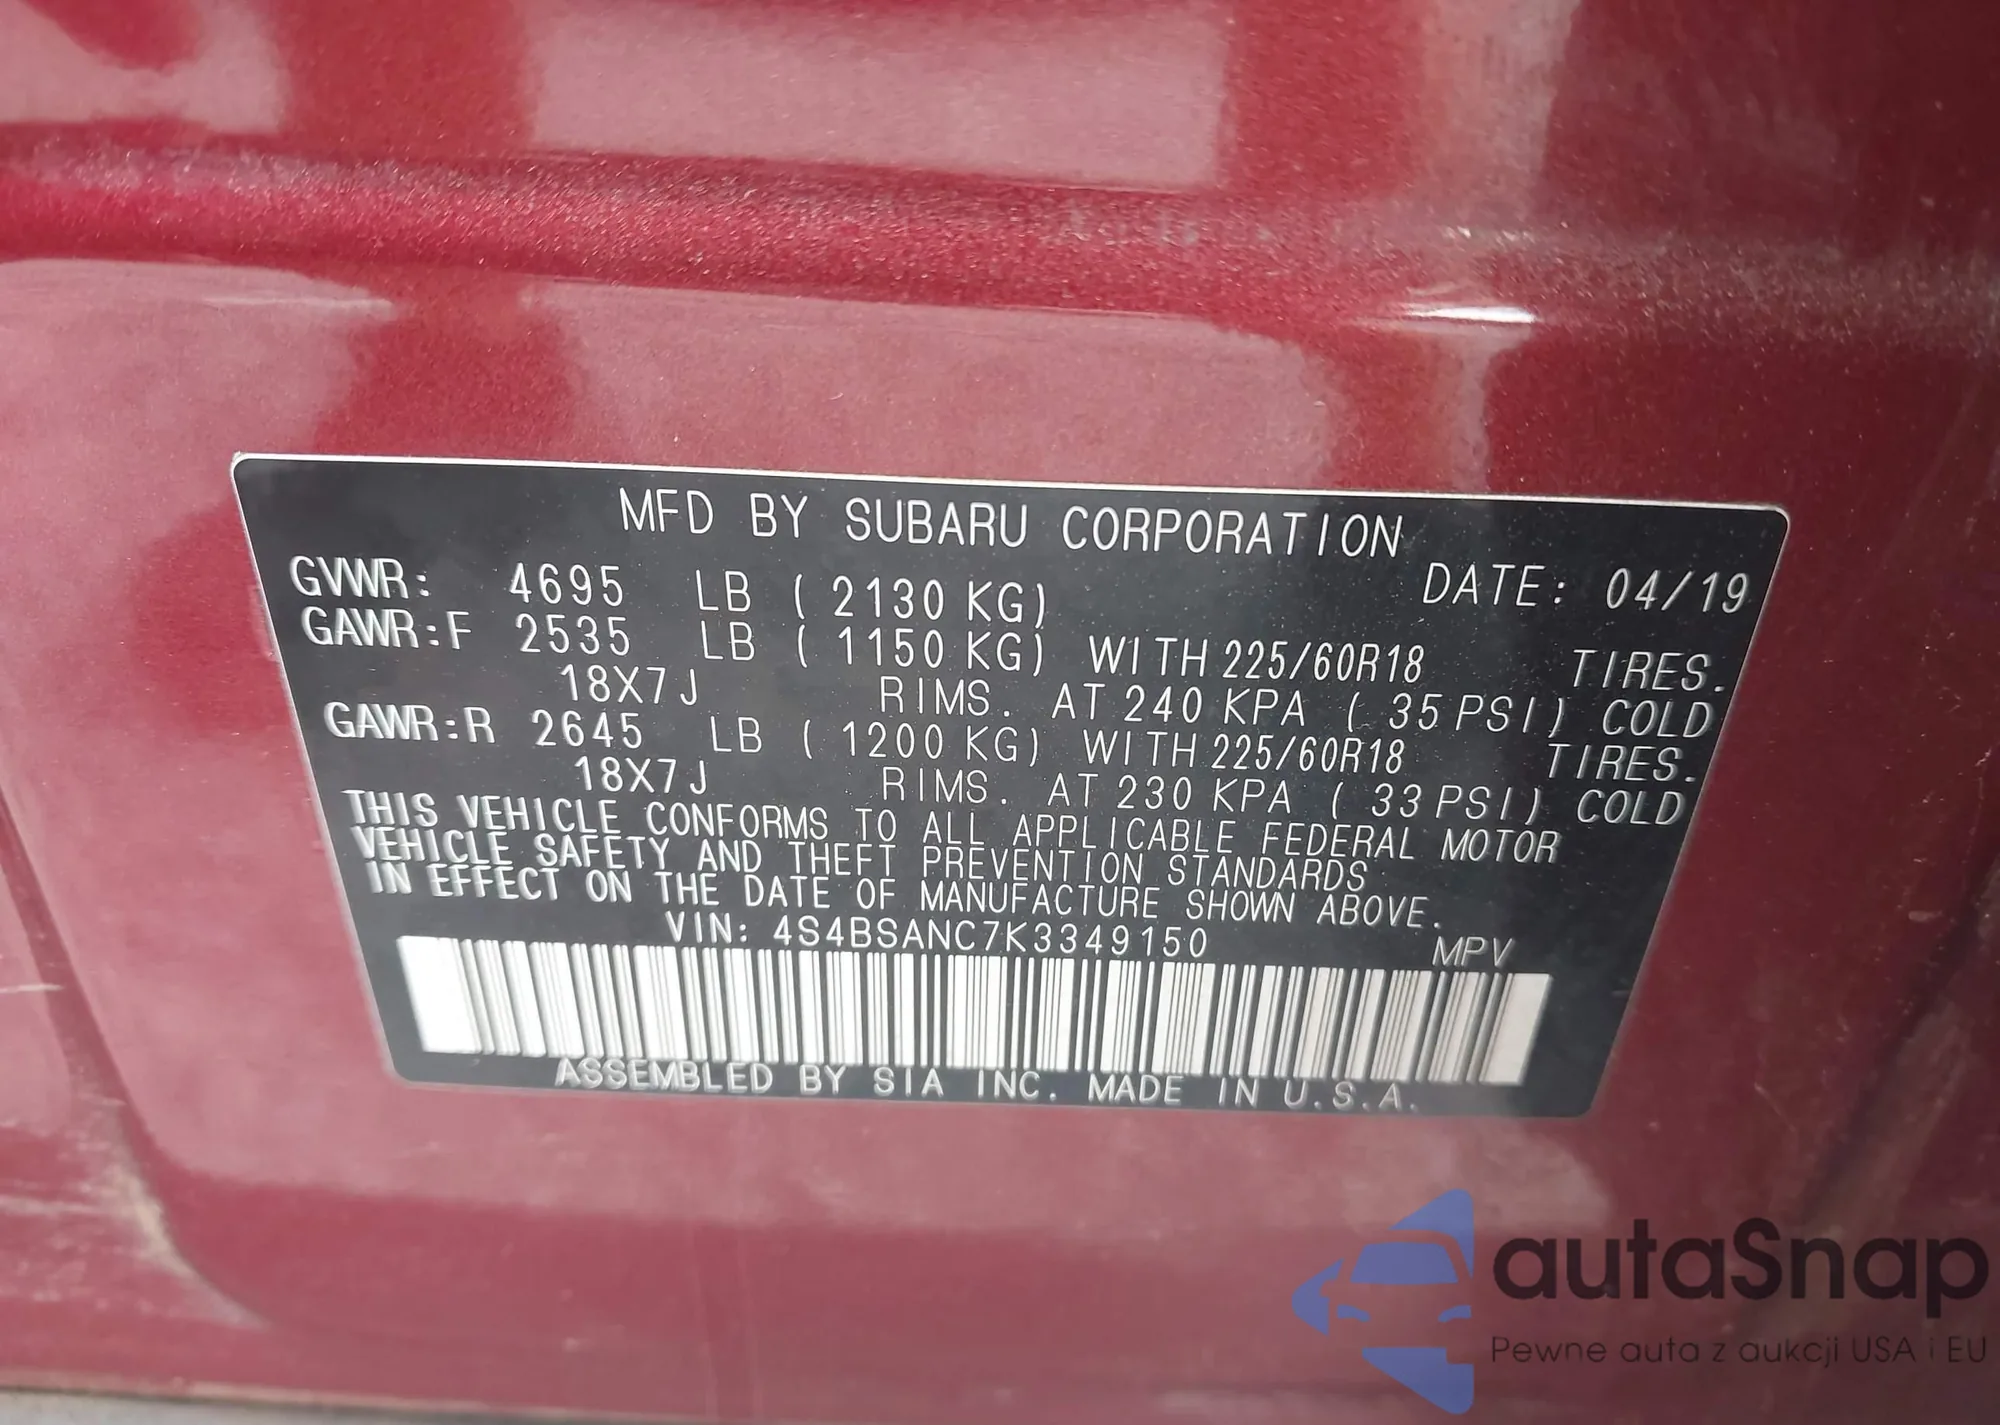 MFD BY SUBARU CORPORATION
GVWR: 4695 LB ( 2130 KG) DATE: 04/19
GAWR:F 2535 LB ( 1150 KG) WITH 225/60R18 TIRES.
18X7J RIMS. AT 240 KPA ( 35 PSI) COLD
GAWR:R 2645 LB ( 1200 KG) WITH 225/60R18 TIRES.
18X7J RIMS. AT 230 KPA ( 33 PSI) COLD
THIS VEHICLE CONFORMS TO ALL APPLICABLE FEDERAL MOTOR
VEHICLE SAFETY AND THEFT PREVENTION STANDARDS
IN EFFECT ON THE DATE OF MANUFACTURE SHOWN ABOVE.
VIN: 4S4BSANC7K3349150 MPV
ASSEMBLED BY SIA INC. MADE IN U.S.A.
autaSnap
Pewne auta z aukcji USA i EU